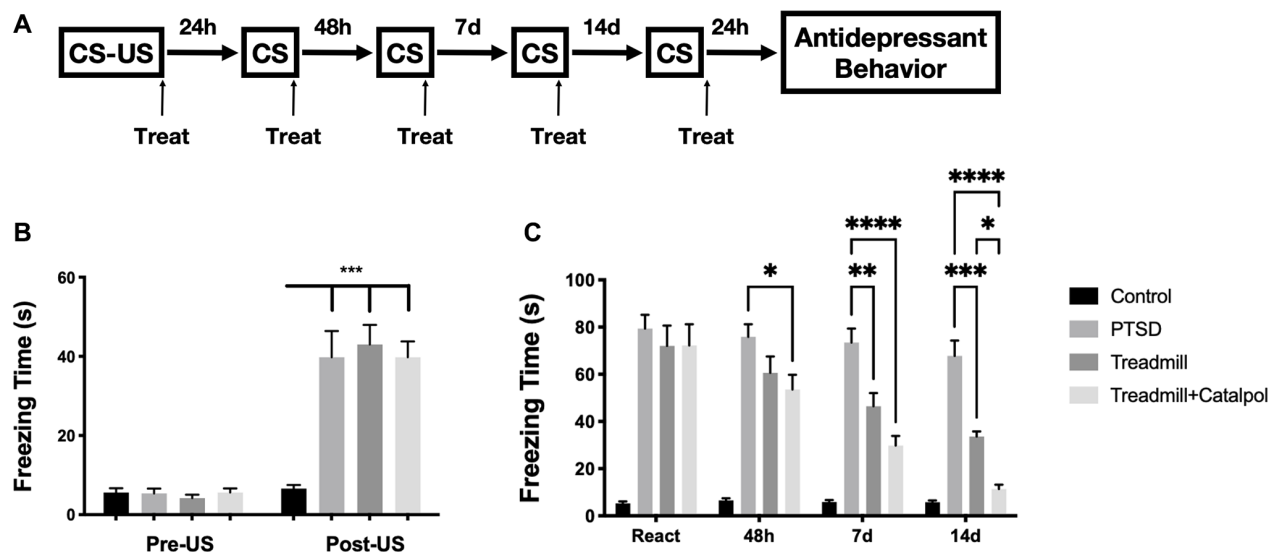 A
24h 48h 7d 14d 24h
CS-US CS CS CS CS Antidepressant
Behavior
Treat Treat Treat Treat Treat
B
Freezing Time (s)
60
40
20
0
***
Pre-US Post-US
C
Freezing Time (s)
100
80
60
40
20
0
*
**
****
***
*
****
React 48h 7d 14d
Control
PTSD
Treadmill
Treadmill+Catalpol